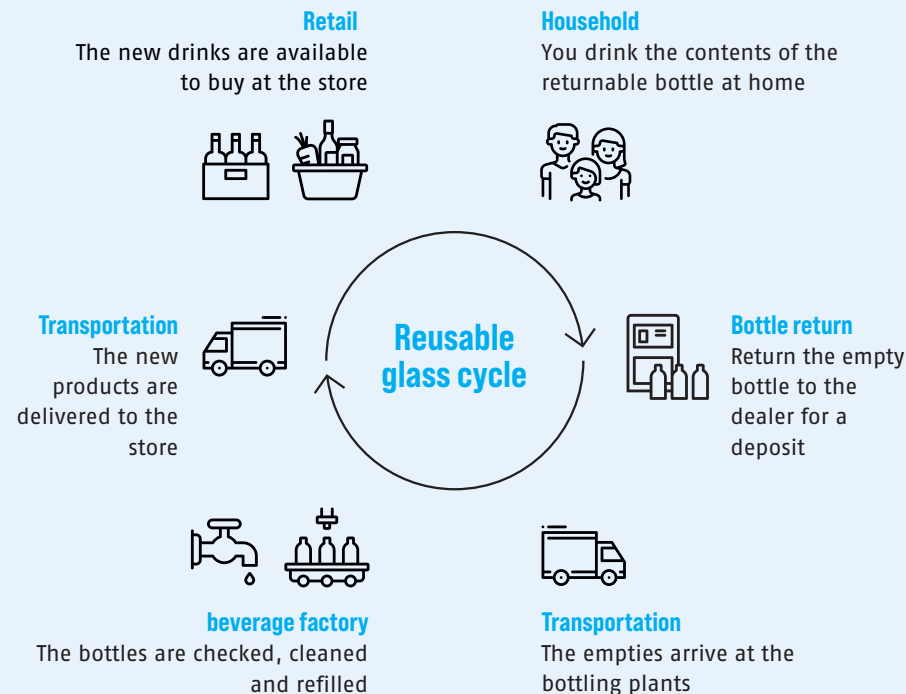 Retail
The new drinks are available
to buy at the store
Household
You drink the contents of the
returnable bottle at home
Reusable
glass cycle
Bottle return
Return the empty
bottle to the
dealer for a
deposit
Transportation
The empties arrive at the
bottling plants
beverage factory
The bottles are checked, cleaned
and refilled
Transportation
The new
products are
delivered to the
store